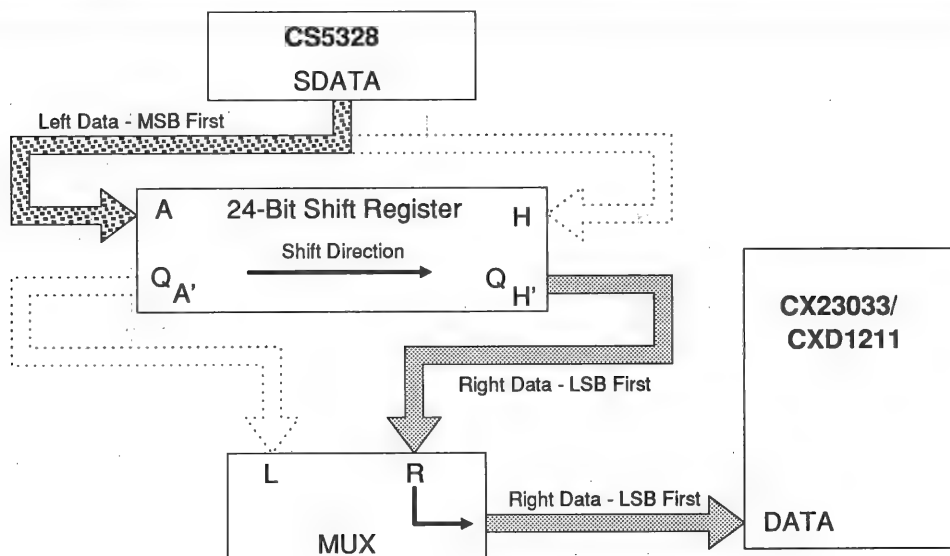 CS5328
SDATA
Left Data - MSB First
A
24-Bit Shift Register
H
Shift Direction
QA'
QH'
CX23033/
CXD1211
Right Data - LSB First
L
R
Right Data - LSB First
DATA
MUX